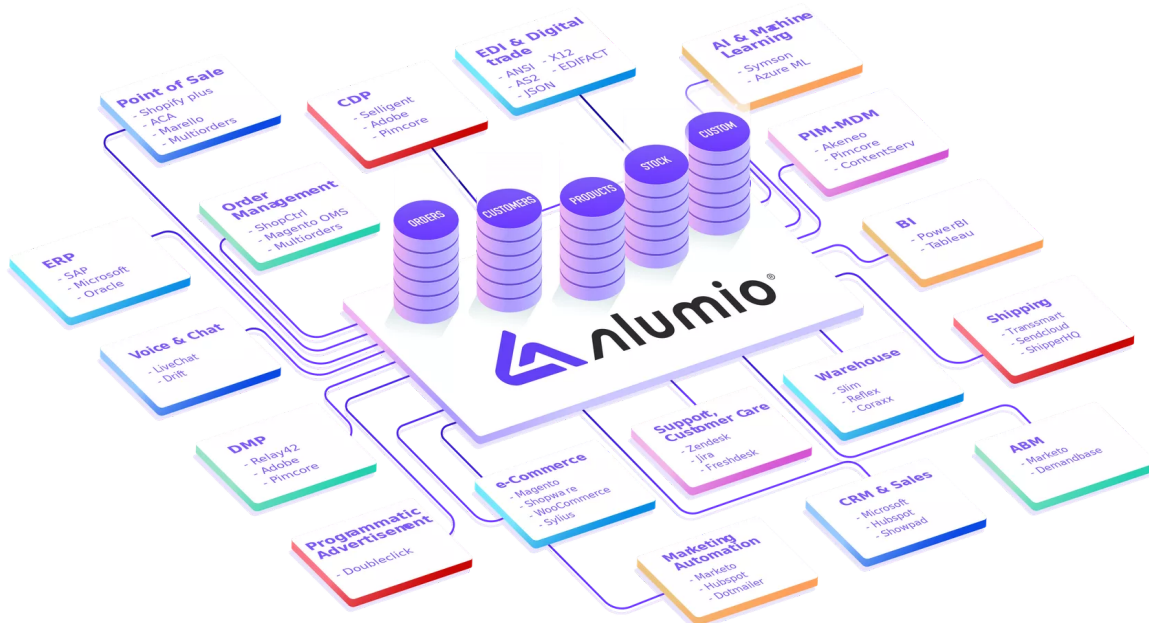 Point of Sale
- Shopify plus
- ACA
- Marello
- Multiorders
CDP
- Selligent
- Adobe
- Pimcore
EDI & Digital
trade
- ANSI - X12
- AS2 - EDIFACT
- JSON
AI & Machine
Learning
- Symson
- Azure ML
PIM-MDM
- Akeneo
- Pimcore
- ContentServ
Order
Management
- ShopCtrl
- Magento OMS
- Multiorders
ORDERS
CUSTOMERS
PRODUCTS
STOCK
CUSTOM
BI
- PowerBI
- Tableau
ERP
- SAP
- Microsoft
- Oracle
Alumio®
Shipping
- Transsmart
- Sendcloud
- ShipperHQ
Voice & Chat
- LiveChat
- Drift
Warehouse
- Slim
- Reflex
- Coraxx
DMP
- Relay42
- Adobe
- Pimcore
Support,
Customer Care
- Zendesk
- Jira
- Freshdesk
ABM
- Marketo
- Demandbase
e-Commerce
- Magento
- Shopware
- WooCommerce
- Sylius
CRM & Sales
- Microsoft
- Hubspot
- Showpad
Programmatic
Advertisement
- Doubleclick
Marketing
Automation
- Marketo
- Hubspot
- Dotmailer